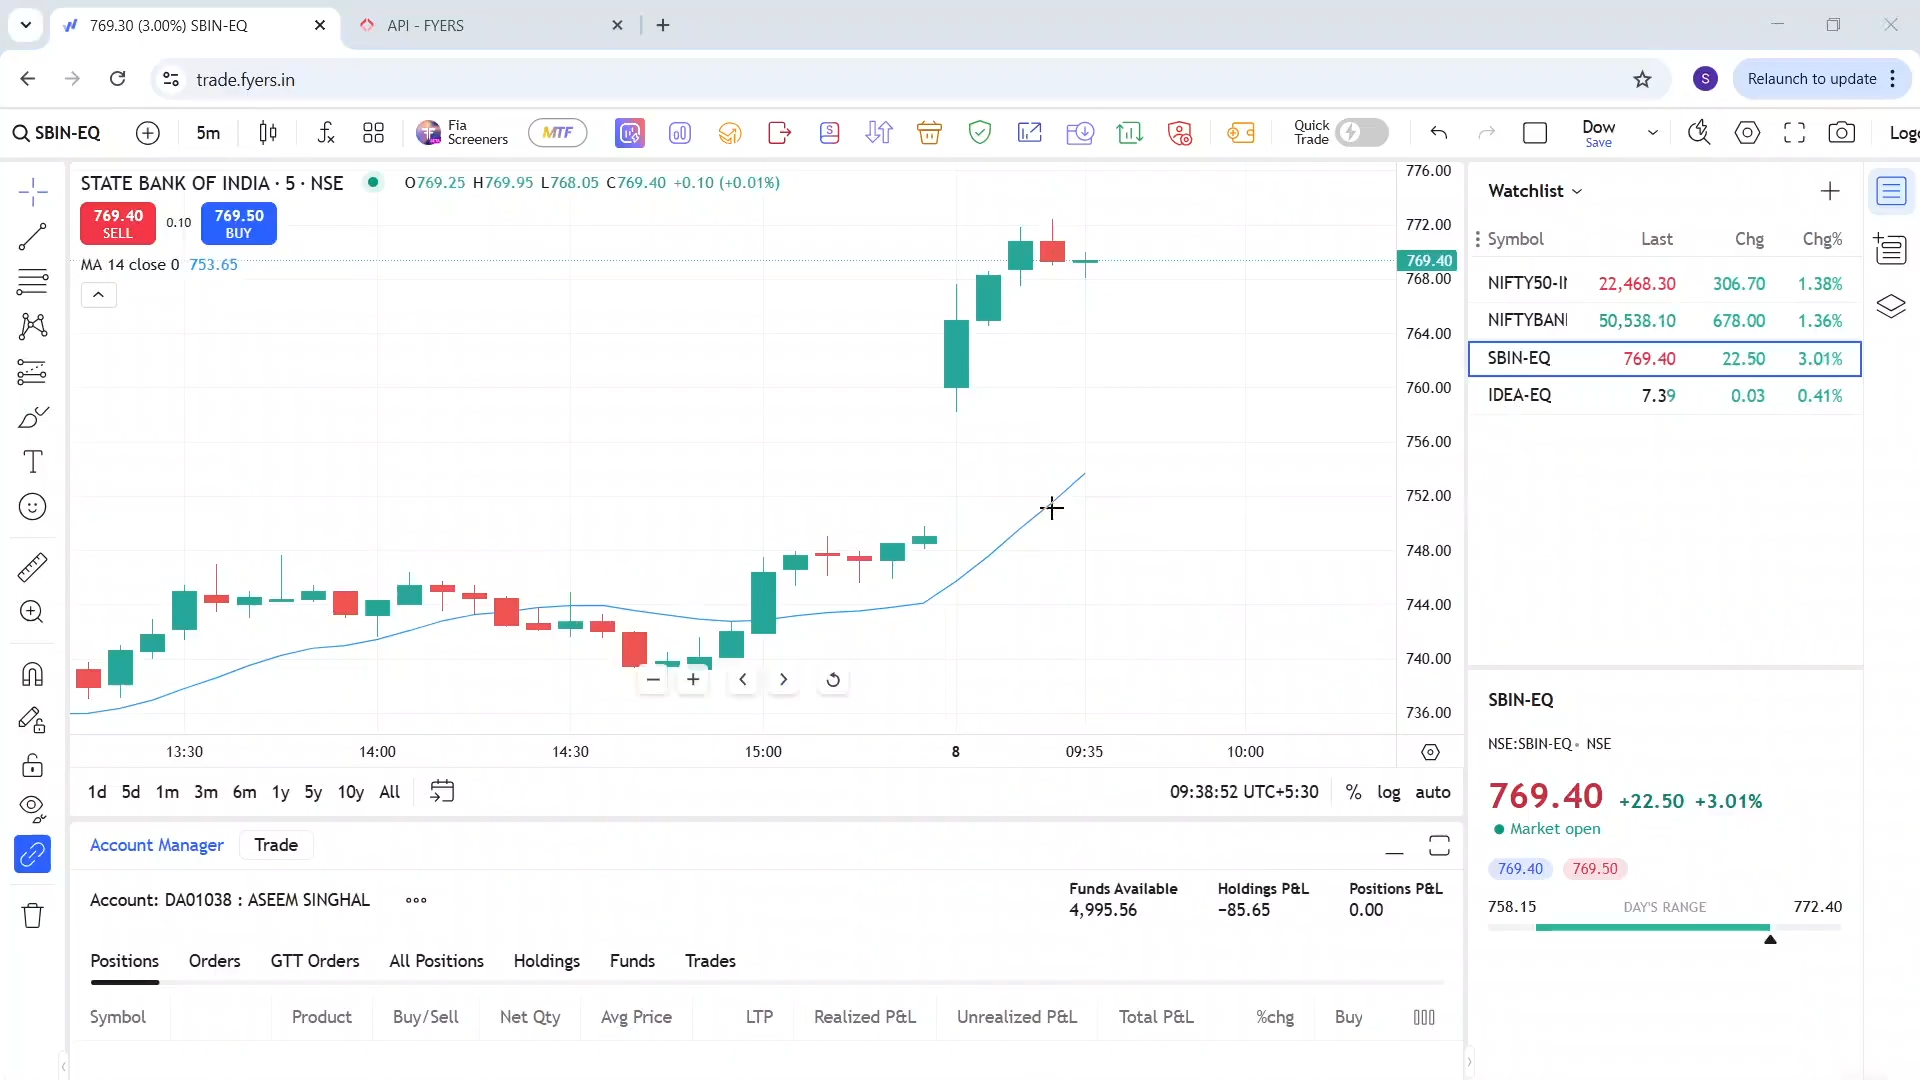 769.30 (3.00%) SBIN-EQ
API - FYERS
trade.fyers.in
S
Relaunch to update
SBIN-EQ
5m
Fia
Screeners
MTF
Quick
Trade
Dow
Save
STATE BANK OF INDIA · 5 · NSE
O769.25 H769.95 L768.05 C769.40 +0.10 (+0.01%)
769.40
SELL
0.10
769.50
BUY
MA 14 close 0 753.65
776.00
772.00
769.40
768.00
764.00
760.00
756.00
752.00
748.00
744.00
740.00
736.00
13:30
14:00
14:30
15:00
8
09:35
10:00
1d 5d 1m 3m 6m 1y 5y 10y All
09:38:52 UTC+5:30
% log auto
Watchlist
Symbol Last Chg Chg%
22,468.30 306.70 1.38%
50,538.10 678.00 1.36%
SBIN-EQ 769.40 22.50 3.01%
IDEA-EQ 7.39 0.03 0.41%
SBIN-EQ
NSE:SBIN-EQ • NSE
769.40 +22.50 +3.01%
Market open
769.40 769.50
758.15 DAY'S RANGE 772.40
Account Manager
Trade
Account: DA01038 : ASEEM SINGHAL
Funds Available
4,995.56
Holdings P&L
−85.65
Positions P&L
0.00
Positions Orders GTT Orders All Positions Holdings Funds Trades
Symbol Product Buy/Sell Net Qty Avg Price LTP Realized P&L Unrealized P&L Total P&L %chg Buy